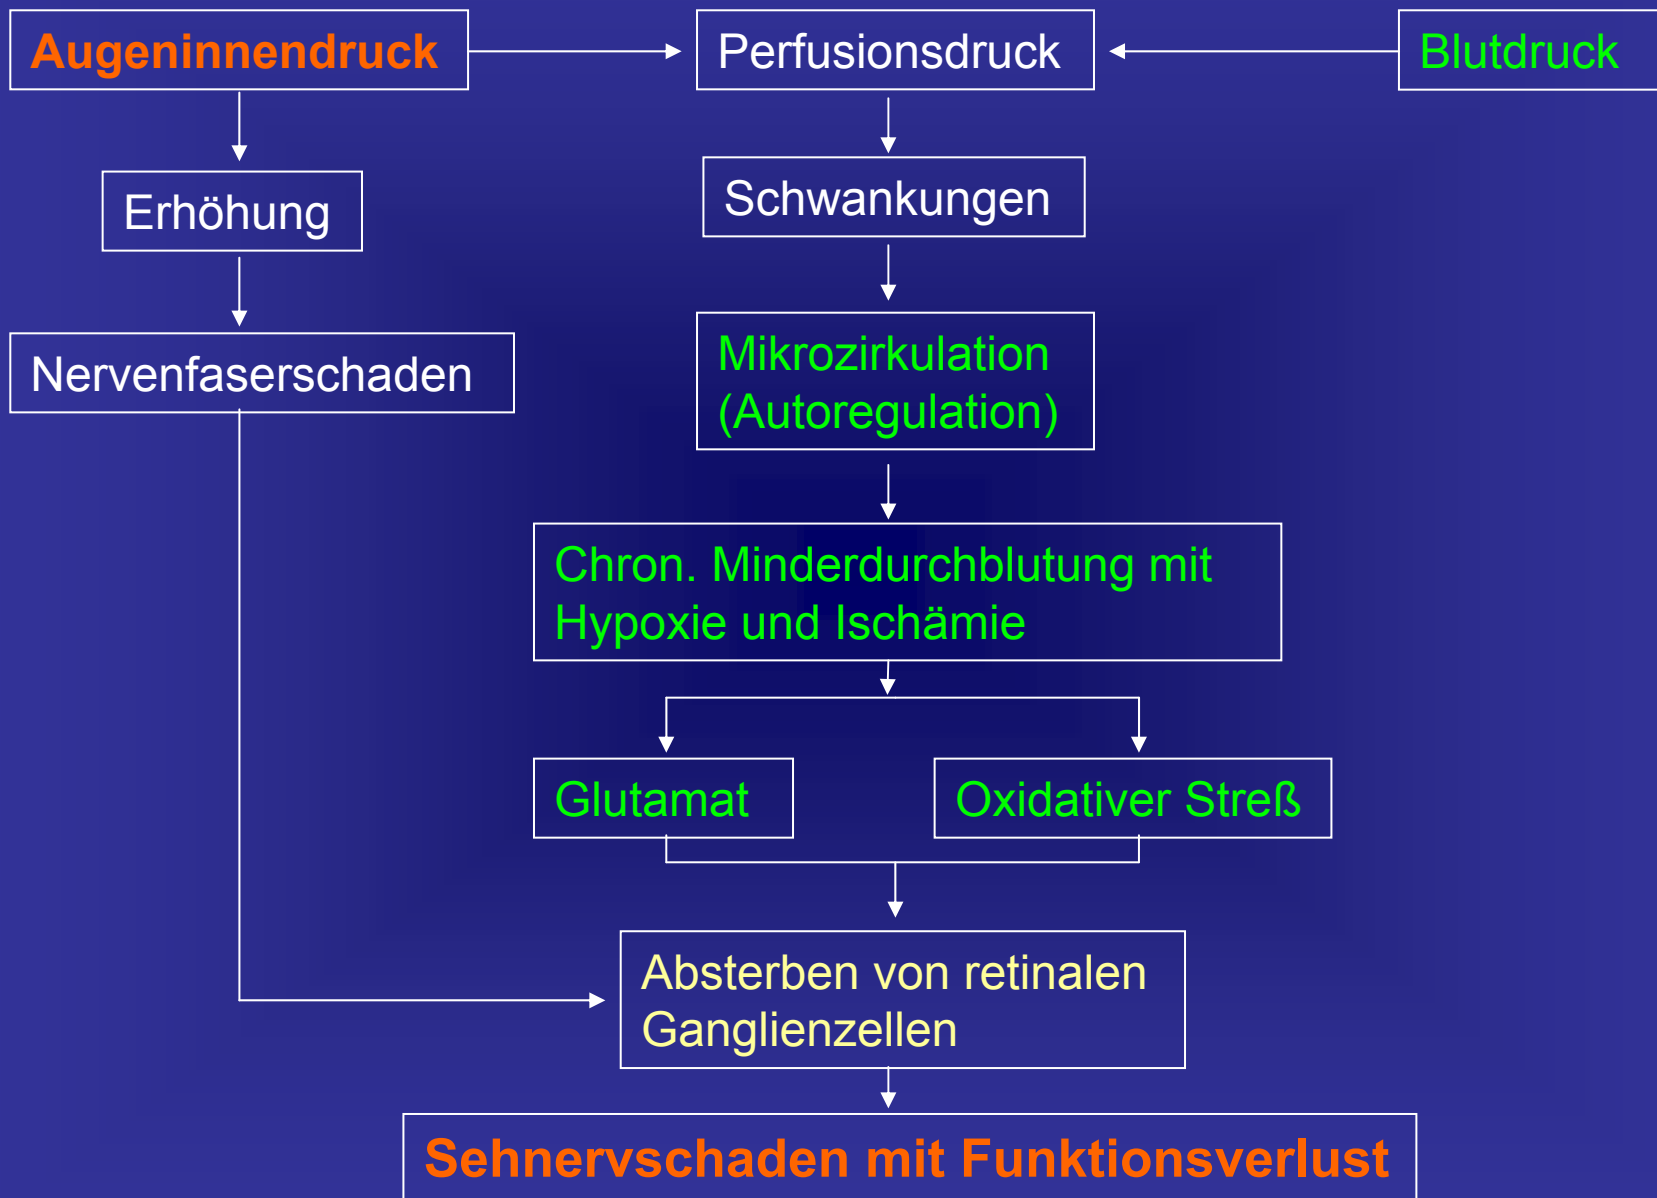 Augeninnendruck
Perfusionsdruck
Blutdruck
Erhöhung
Schwankungen
Nervenfaserschaden
Mikrozirkulation
(Autoregulation)
Chron. Minderdurchblutung mit
Hypoxie und Ischämie
Glutamat
Oxidativer Streß
Absterben von retinalen
Ganglienzellen
Sehnervschaden mit Funktionsverlust